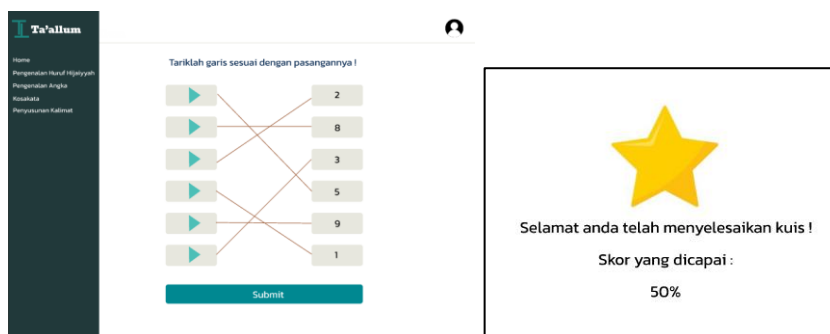 Ta'allum
Home
Pengenalan Huruf Hijaiyyah
Pengenalan Angka
Kosakata
Penyusunan Kalimat
Tariklah garis sesuai dengan pasangannya !
2
8
3
5
9
1
Submit
Selamat anda telah menyelesaikan kuis !
Skor yang dicapai :
50%